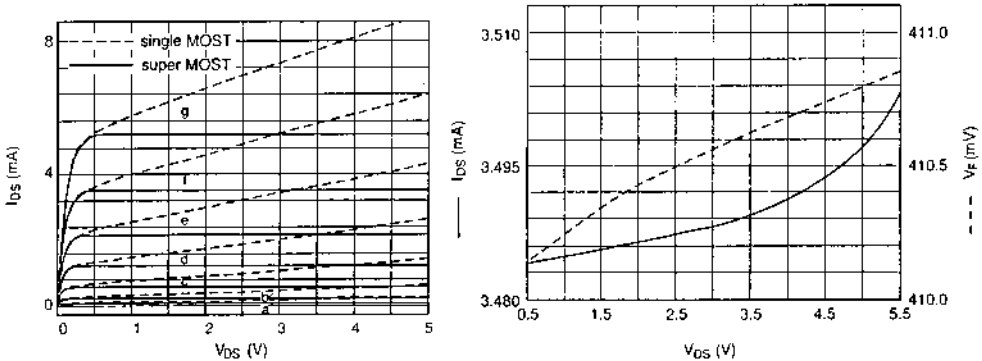 8
4
0
I_DS (mA)
single MOST
super MOST
g
f
e
d
c
b
a
0 1 2 3 4 5
V_DS (V)
3.510
3.495
3.480
I_DS (mA)
0.5 1.5 2.5 3.5 4.5 5.5
V_DS (V)
411.0
410.5
410.0
V_F (mV)